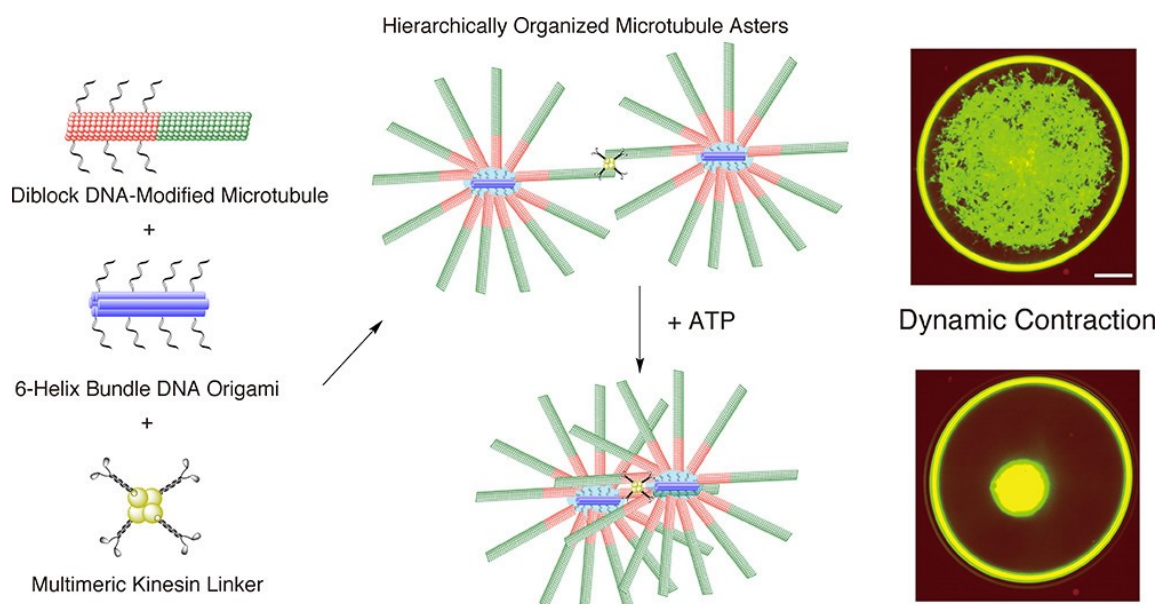 Hierarchically Organized Microtubule Asters
Diblock DNA-Modified Microtubule
+
6-Helix Bundle DNA Origami
+
Multimeric Kinesin Linker
+ ATP
Dynamic Contraction